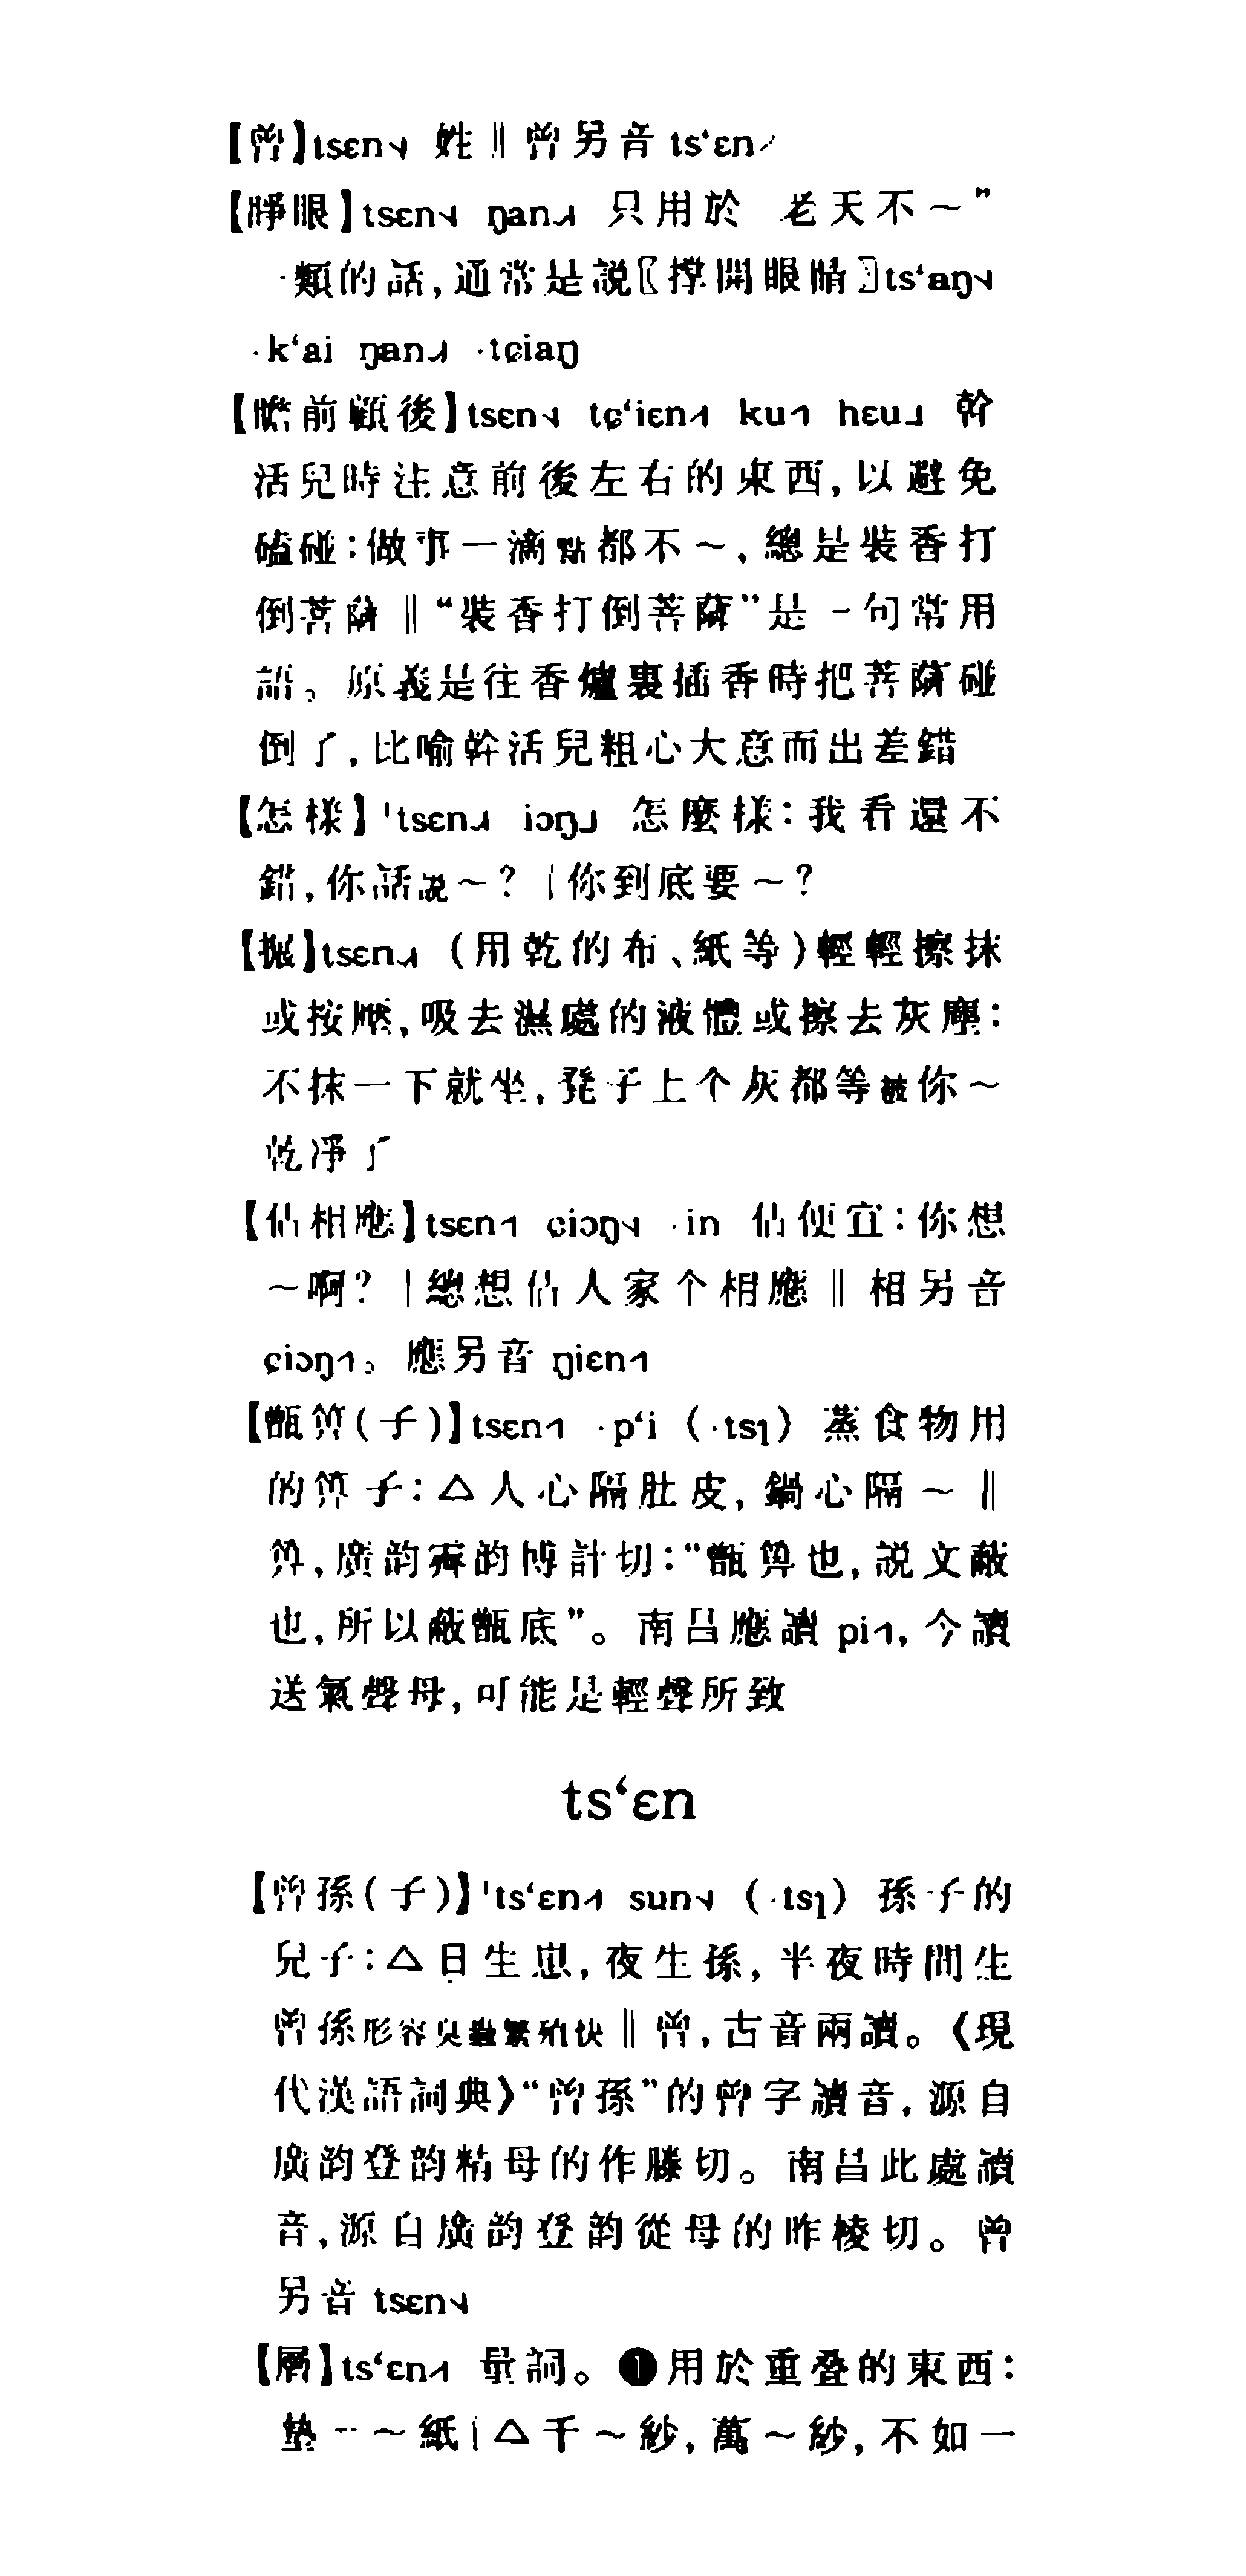 【曾】tsɛn˧˨ 姓‖曾另音 ts‘ɛn
【睜眼】tsɛn˧˨ ŋan˨˩˧ 只用於 老天不～”
類的話，通常是説〖撑開眼睛〗ts‘aŋ˧˨
·k‘ai ŋan˨˩˧ ·tɕiaŋ
【瞻前顧後】tsɛn˧˨ tɕ‘iɛn˨˦ ku˦˥ hɛu˨˩ 幹
活兒時注意前後左右的東西，以避免
磕碰：做事一滴點都不～，總是裝香打
倒菩薩‖“裝香打倒菩薩”是一句常用
語。原義是往香爐裏插香時把菩薩碰
倒了，比喻幹活兒粗心大意而出差錯
【怎樣】ˈtsɛn˨˩˧ iɔŋ˨˩ 怎麼樣：我看還不
錯，你話説～？｜你到底要～？
【振】tsɛn˨˩˧ （用乾的布、紙等）輕輕擦抹
或按壓，吸去濕處的液體或擦去灰塵：
不抹一下就坐，凳子上个灰都等被你～
乾凈了
【佔相應】tsɛn˦˥ ɕiɔŋ˧˨ ·in 佔便宜：你想
～啊？｜總想佔人家个相應‖相另音
ɕiɔŋ˦˥。應另音 ŋiɛn˦˥
【甑箅（子）】tsɛn˦˥ ·p‘i （·tsɿ） 蒸食物用
的箅子：△人心隔肚皮，鍋心隔～‖
箅，廣韵霽韵博計切：“甑箅也，説文蔽
也，所以蔽甑底”。南昌應讀 pi˦˥，今讀
送氣聲母，可能是輕聲所致
ts‘ɛn
【曾孫（子）】ˈts‘ɛn˨˦ sun˧˨ （·tsɿ） 孫子的
兒子：△日生崽，夜生孫，半夜時間生
曾孫形容臭蟲繁殖快‖曾，古音兩讀。《現
代漢語詞典》“曾孫”的曾字讀音，源自
廣韵登韵精母的作滕切。南昌此處讀
音，源自廣韵登韵從母的昨棱切。曾
另音 tsɛn˧˨
【層】ts‘ɛn˨˦ 量詞。❶用於重叠的東西：
墊一～紙｜△千～紗，萬～紗，不如一